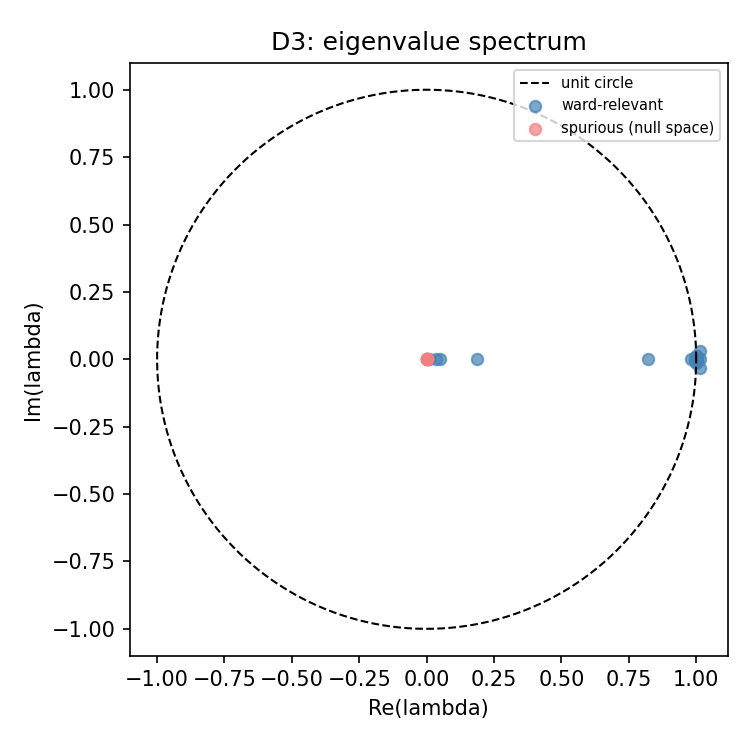 D3: eigenvalue spectrum
unit circle
ward-relevant
spurious (null space)
1.00
0.75
0.50
0.25
0.00
−0.25
−0.50
−0.75
−1.00
Im(lambda)
−1.00 −0.75 −0.50 −0.25 0.00 0.25 0.50 0.75 1.00
Re(lambda)